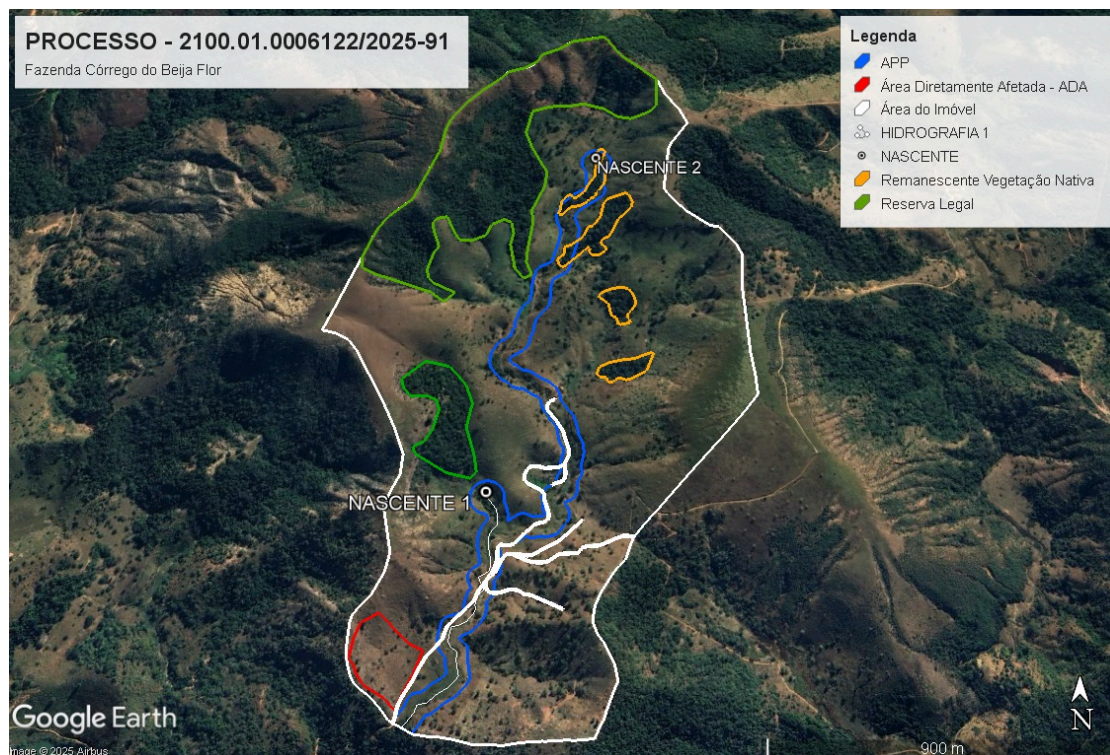 PROCESSO - 2100.01.0006122/2025-91
Fazenda Córrego do Beija Flor
Legenda
APP
Área Diretamente Afetada - ADA
Área do Imóvel
HIDROGRAFIA 1
NASCENTE
Remanescente Vegetação Nativa
Reserva Legal
NASCENTE 2
NASCENTE 1
Google Earth
Image © 2025 Airbus
900 m
N